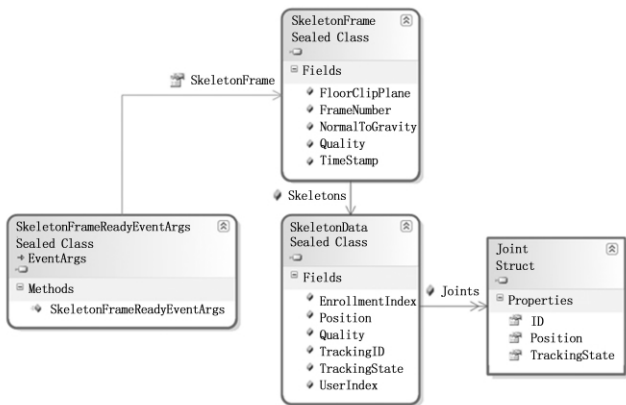 SkeletonFrame
Sealed Class
Fields
FloorClipPlane
FrameNumber
NormalToGravity
Quality
TimeStamp
SkeletonFrame
Skeletons
SkeletonFrameReadyEventArgs
Sealed Class
EventArgs
Methods
SkeletonFrameReadyEventArgs
SkeletonData
Sealed Class
Fields
EnrollmentIndex
Position
Quality
TrackingID
TrackingState
UserIndex
Joints
Joint
Struct
Properties
ID
Position
TrackingState